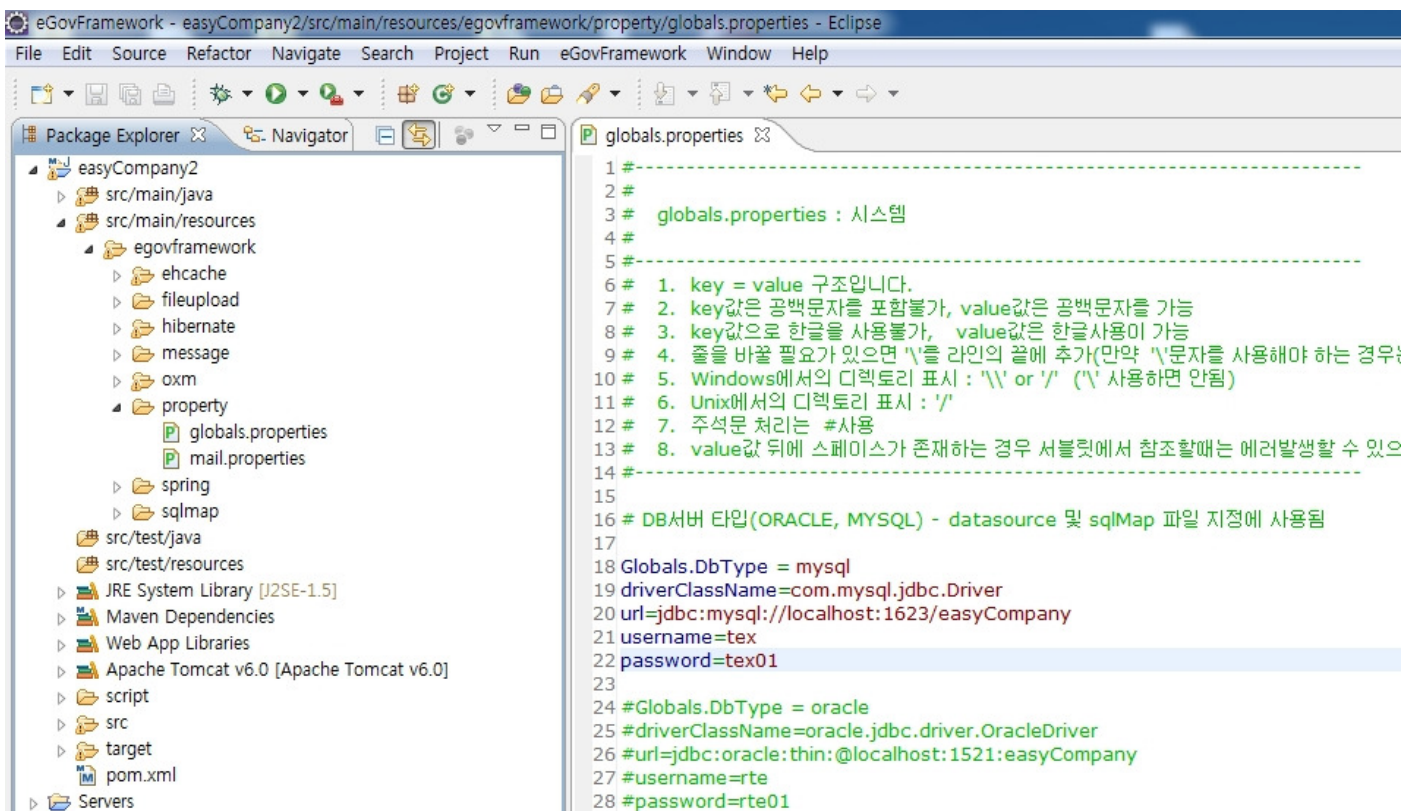 eGovFramework - easyCompany2/src/main/resources/egovframework/property/globals.properties - Eclipse
File Edit Source Refactor Navigate Search Project Run eGovFramework Window Help
Package Explorer
Navigator
easyCompany2
src/main/java
src/main/resources
egovframework
ehcache
fileupload
hibernate
message
oxm
property
globals.properties
mail.properties
spring
sqlmap
src/test/java
src/test/resources
JRE System Library [J2SE-1.5]
Maven Dependencies
Web App Libraries
Apache Tomcat v6.0 [Apache Tomcat v6.0]
script
src
target
pom.xml
Servers
globals.properties
1 #-----------------------------------------------------------------------
2 #
3 # globals.properties : 시스템
4 #
5 #-----------------------------------------------------------------------
6 # 1. key = value 구조입니다.
7 # 2. key값은 공백문자를 포함불가, value값은 공백문자를 가능
8 # 3. key값으로 한글을 사용불가, value값은 한글사용이 가능
9 # 4. 줄을 바꿀 필요가 있으면 '\'를 라인의 끝에 추가(만약 '\'문자를 사용해야 하는 경우는
10 # 5. Windows에서의 디렉토리 표시 : '\\' or '/' ('\' 사용하면 안됨)
11 # 6. Unix에서의 디렉토리 표시 : '/'
12 # 7. 주석문 처리는 #사용
13 # 8. value값 뒤에 스페이스가 존재하는 경우 서블릿에서 참조할때는 에러발생할 수 있으
14 #-----------------------------------------------------------------------
15
16 # DB서버 타입(ORACLE, MYSQL) - datasource 및 sqlMap 파일 지정에 사용됨
17
18 Globals.DbType = mysql
19 driverClassName=com.mysql.jdbc.Driver
20 url=jdbc:mysql://localhost:1623/easyCompany
21 username=tex
22 password=tex01
23
24 #Globals.DbType = oracle
25 #driverClassName=oracle.jdbc.driver.OracleDriver
26 #url=jdbc:oracle:thin:@localhost:1521:easyCompany
27 #username=rte
28 #password=rte01